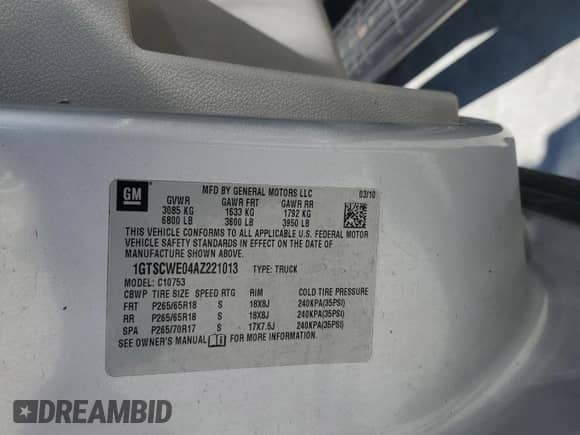 GM
MFD BY GENERAL MOTORS LLC 03/10
GVWR GAWR FRT GAWR RR
3085 KG 1633 KG 1792 KG
6800 LB 3600 LB 3950 LB
THIS VEHICLE CONFORMS TO ALL APPLICABLE U.S. FEDERAL MOTOR
VEHICLE SAFETY STANDARDS IN EFFECT ON THE DATE OF
MANUFACTURE SHOWN ABOVE.
1GTSCWE04AZ221013 TYPE: TRUCK
MODEL: C10753
CBWP TIRE SIZE SPEED RTG RIM COLD TIRE PRESSURE
FRT P265/65R18 S 18X8J 240KPA(35PSI)
RR P265/65R18 S 18X8J 240KPA(35PSI)
SPA P265/70R17 S 17X7.5J 240KPA(35PSI)
SEE OWNER'S MANUAL FOR MORE INFORMATION
DREAMBID